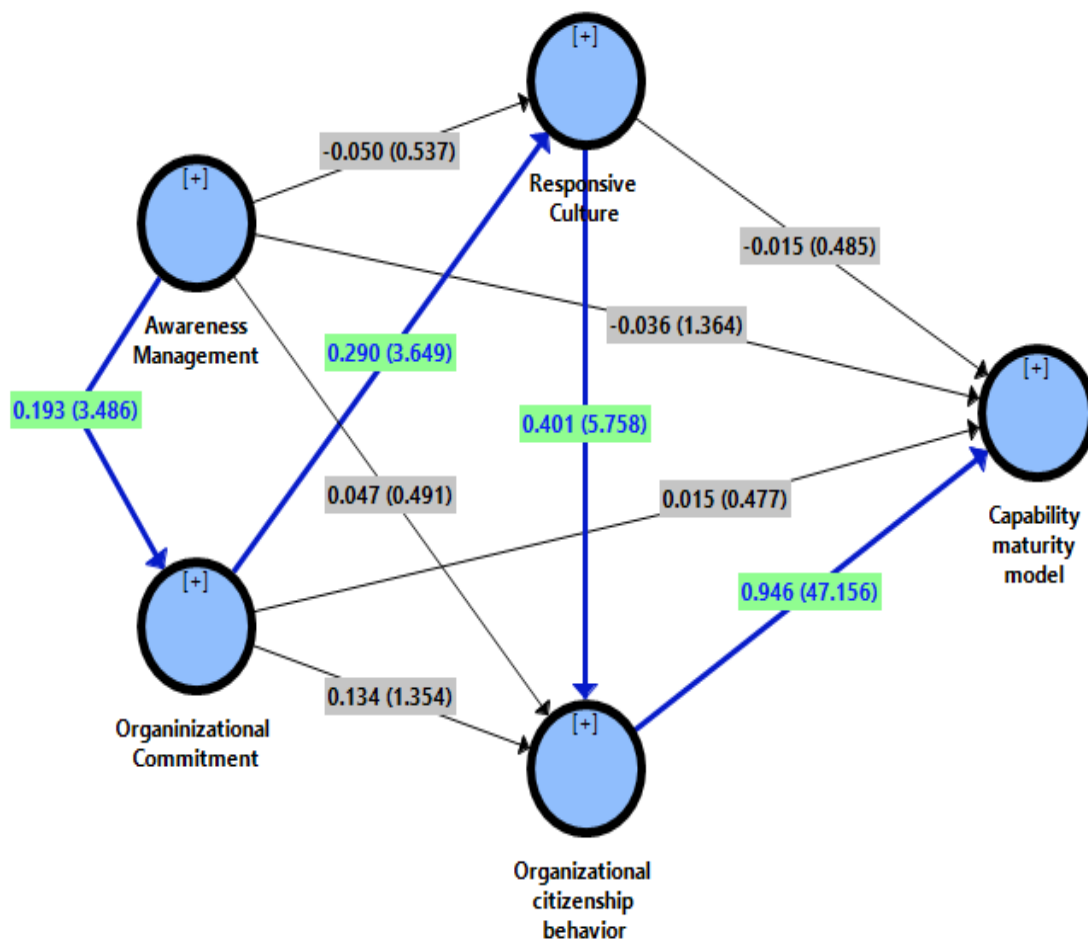 [+]
-0.050 (0.537)
[+]
Responsive
Culture
-0.015 (0.485)
Awareness
Management
-0.036 (1.364)
0.290 (3.649)
[+]
0.193 (3.486)
0.401 (5.758)
0.047 (0.491)
0.015 (0.477)
Capability
maturity
model
[+]
0.946 (47.156)
0.134 (1.354)
Organinizational
Commitment
[+]
Organizational
citizenship
behavior